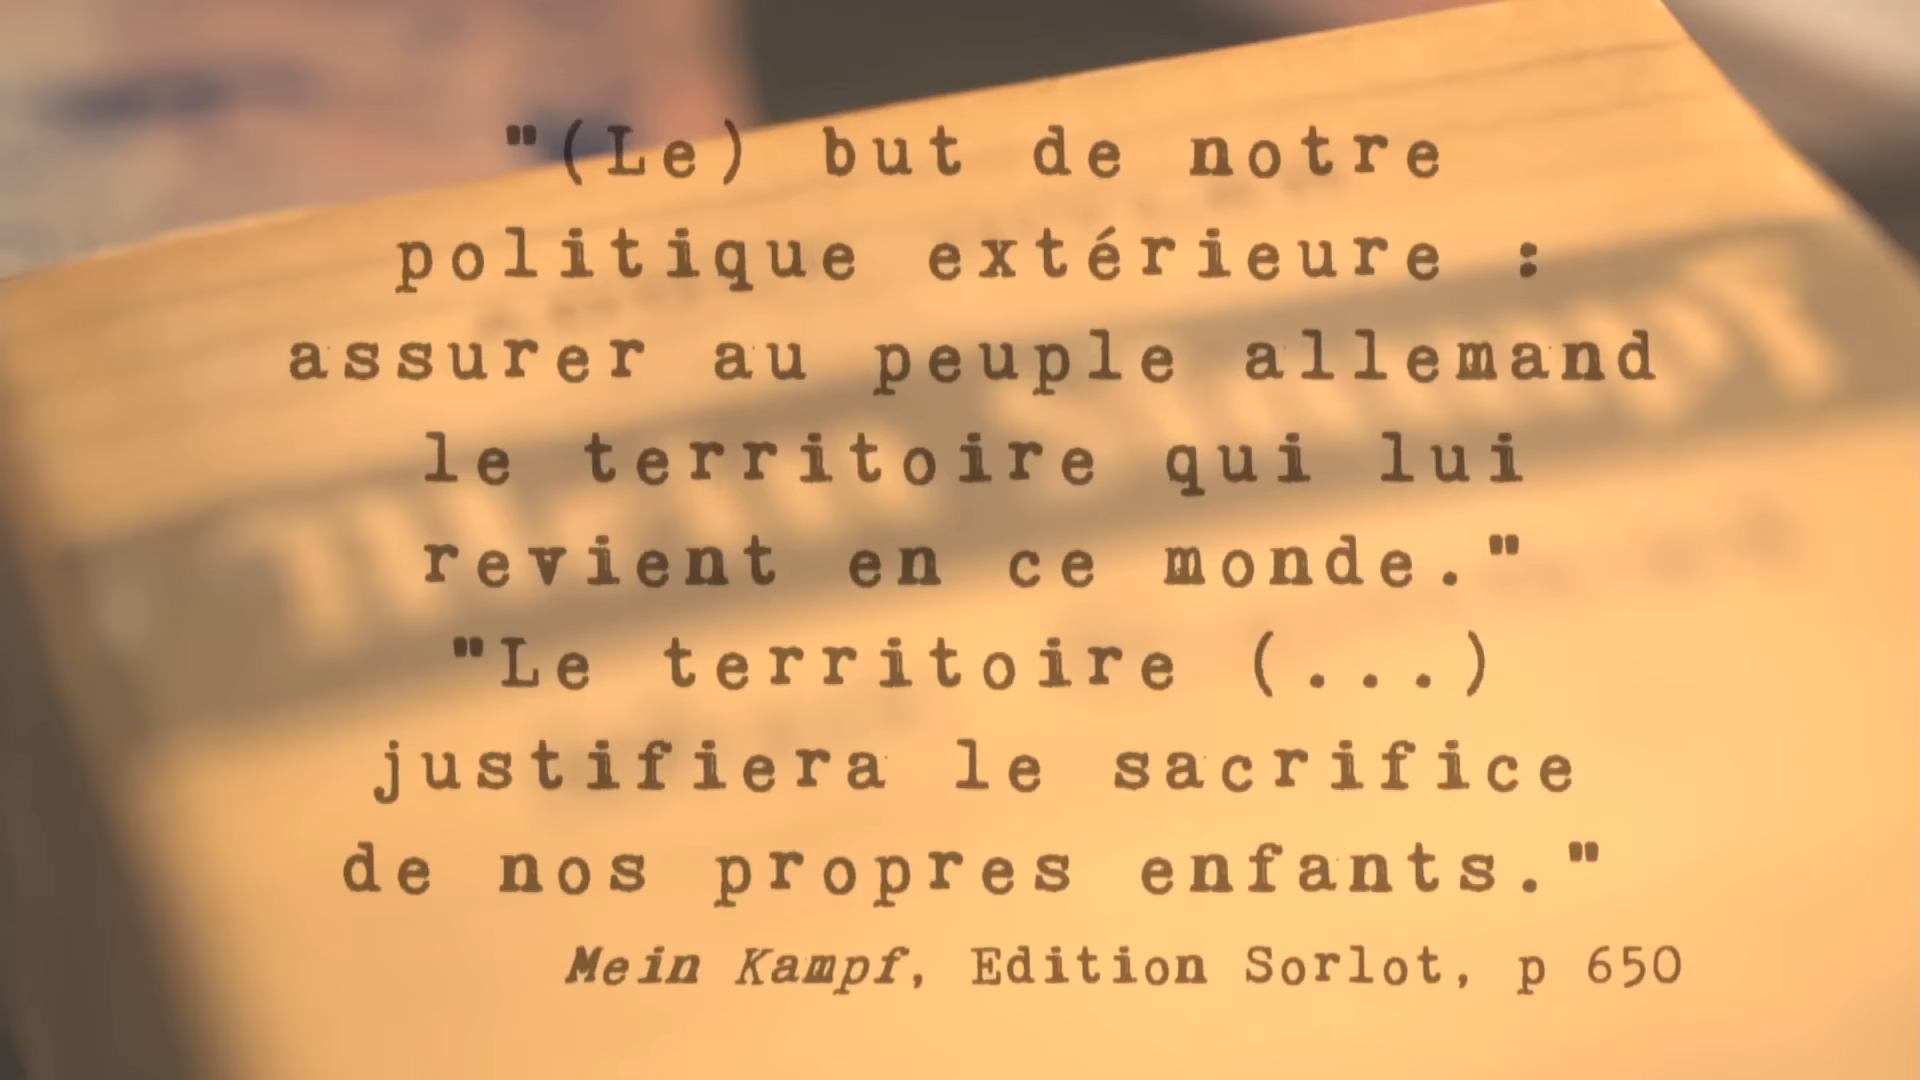 "(Le) but de notre
politique extérieure :
assurer au peuple allemand
le territoire qui lui
revient en ce monde."
"Le territoire (...)
justifiera le sacrifice
de nos propres enfants."
Mein Kampf, Edition Sorlot, p 650